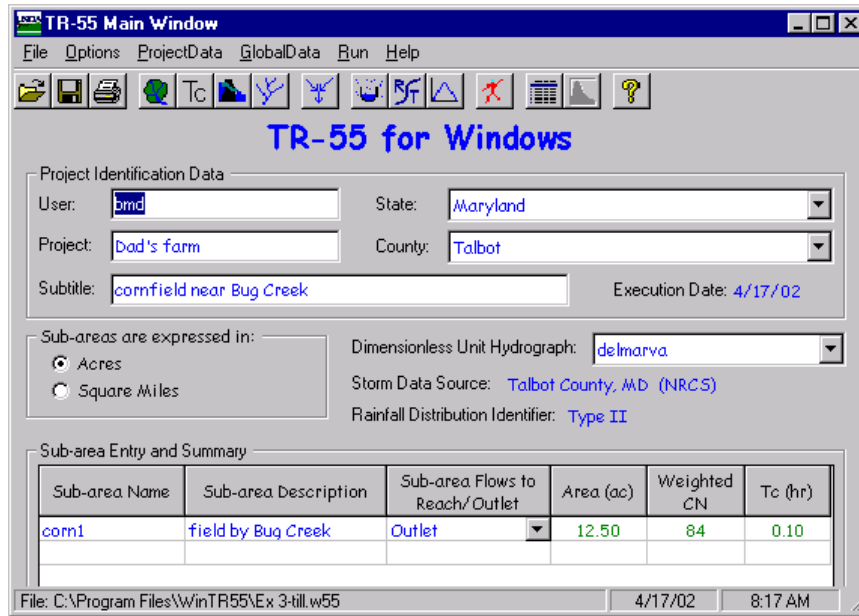 USDA TR-55 Main Window
File Options ProjectData GlobalData Run Help
Tc
TR-55 for Windows
Project Identification Data
User: bmd State: Maryland
Project: Dad's farm County: Talbot
Subtitle: cornfield near Bug Creek Execution Date: 4/17/02
Sub-areas are expressed in:
Acres
Square Miles
Dimensionless Unit Hydrograph: delmarva
Storm Data Source: Talbot County, MD (NRCS)
Rainfall Distribution Identifier: Type II
Sub-area Entry and Summary
Sub-area Name Sub-area Description Sub-area Flows to Reach/Outlet Area (ac) Weighted CN Tc (hr)
corn1 field by Bug Creek Outlet 12.50 84 0.10
File: C:\Program Files\WinTR55\Ex 3-till.w55 4/17/02 8:17 AM